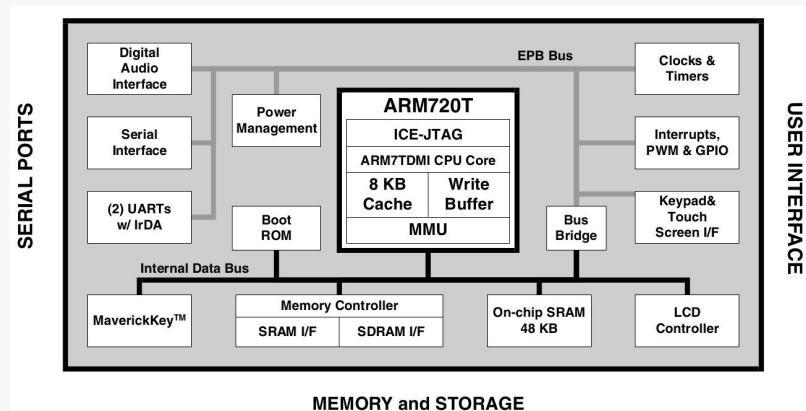 SERIAL PORTS
Digital
Audio
Interface
Serial
Interface
(2) UARTs
w/ IrDA
Power
Management
Boot
ROM
ARM720T
ICE-JTAG
ARM7TDMI CPU Core
8 KB
Cache
Write
Buffer
MMU
EPB Bus
Bus
Bridge
Clocks &
Timers
Interrupts,
PWM & GPIO
Keypad&
Touch
Screen I/F
USER INTERFACE
Internal Data Bus
MaverickKey™
Memory Controller
SRAM I/F
SDRAM I/F
On-chip SRAM
48 KB
LCD
Controller
MEMORY and STORAGE